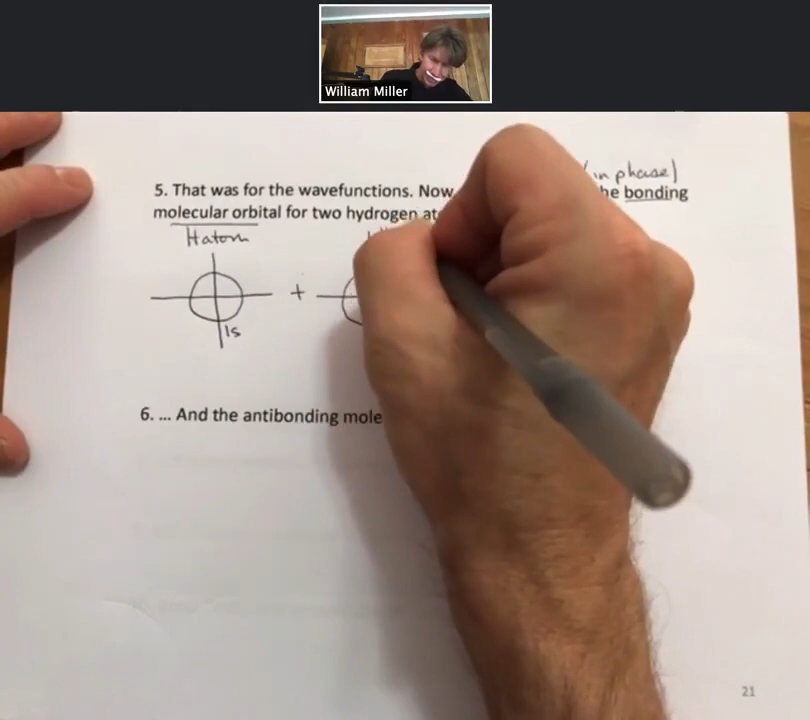 William Miller
(in phase)
5. That was for the wavefunctions. Now he bonding
molecular orbital for two hydrogen at
H atom
+
1s
6. ... And the antibonding mole
21